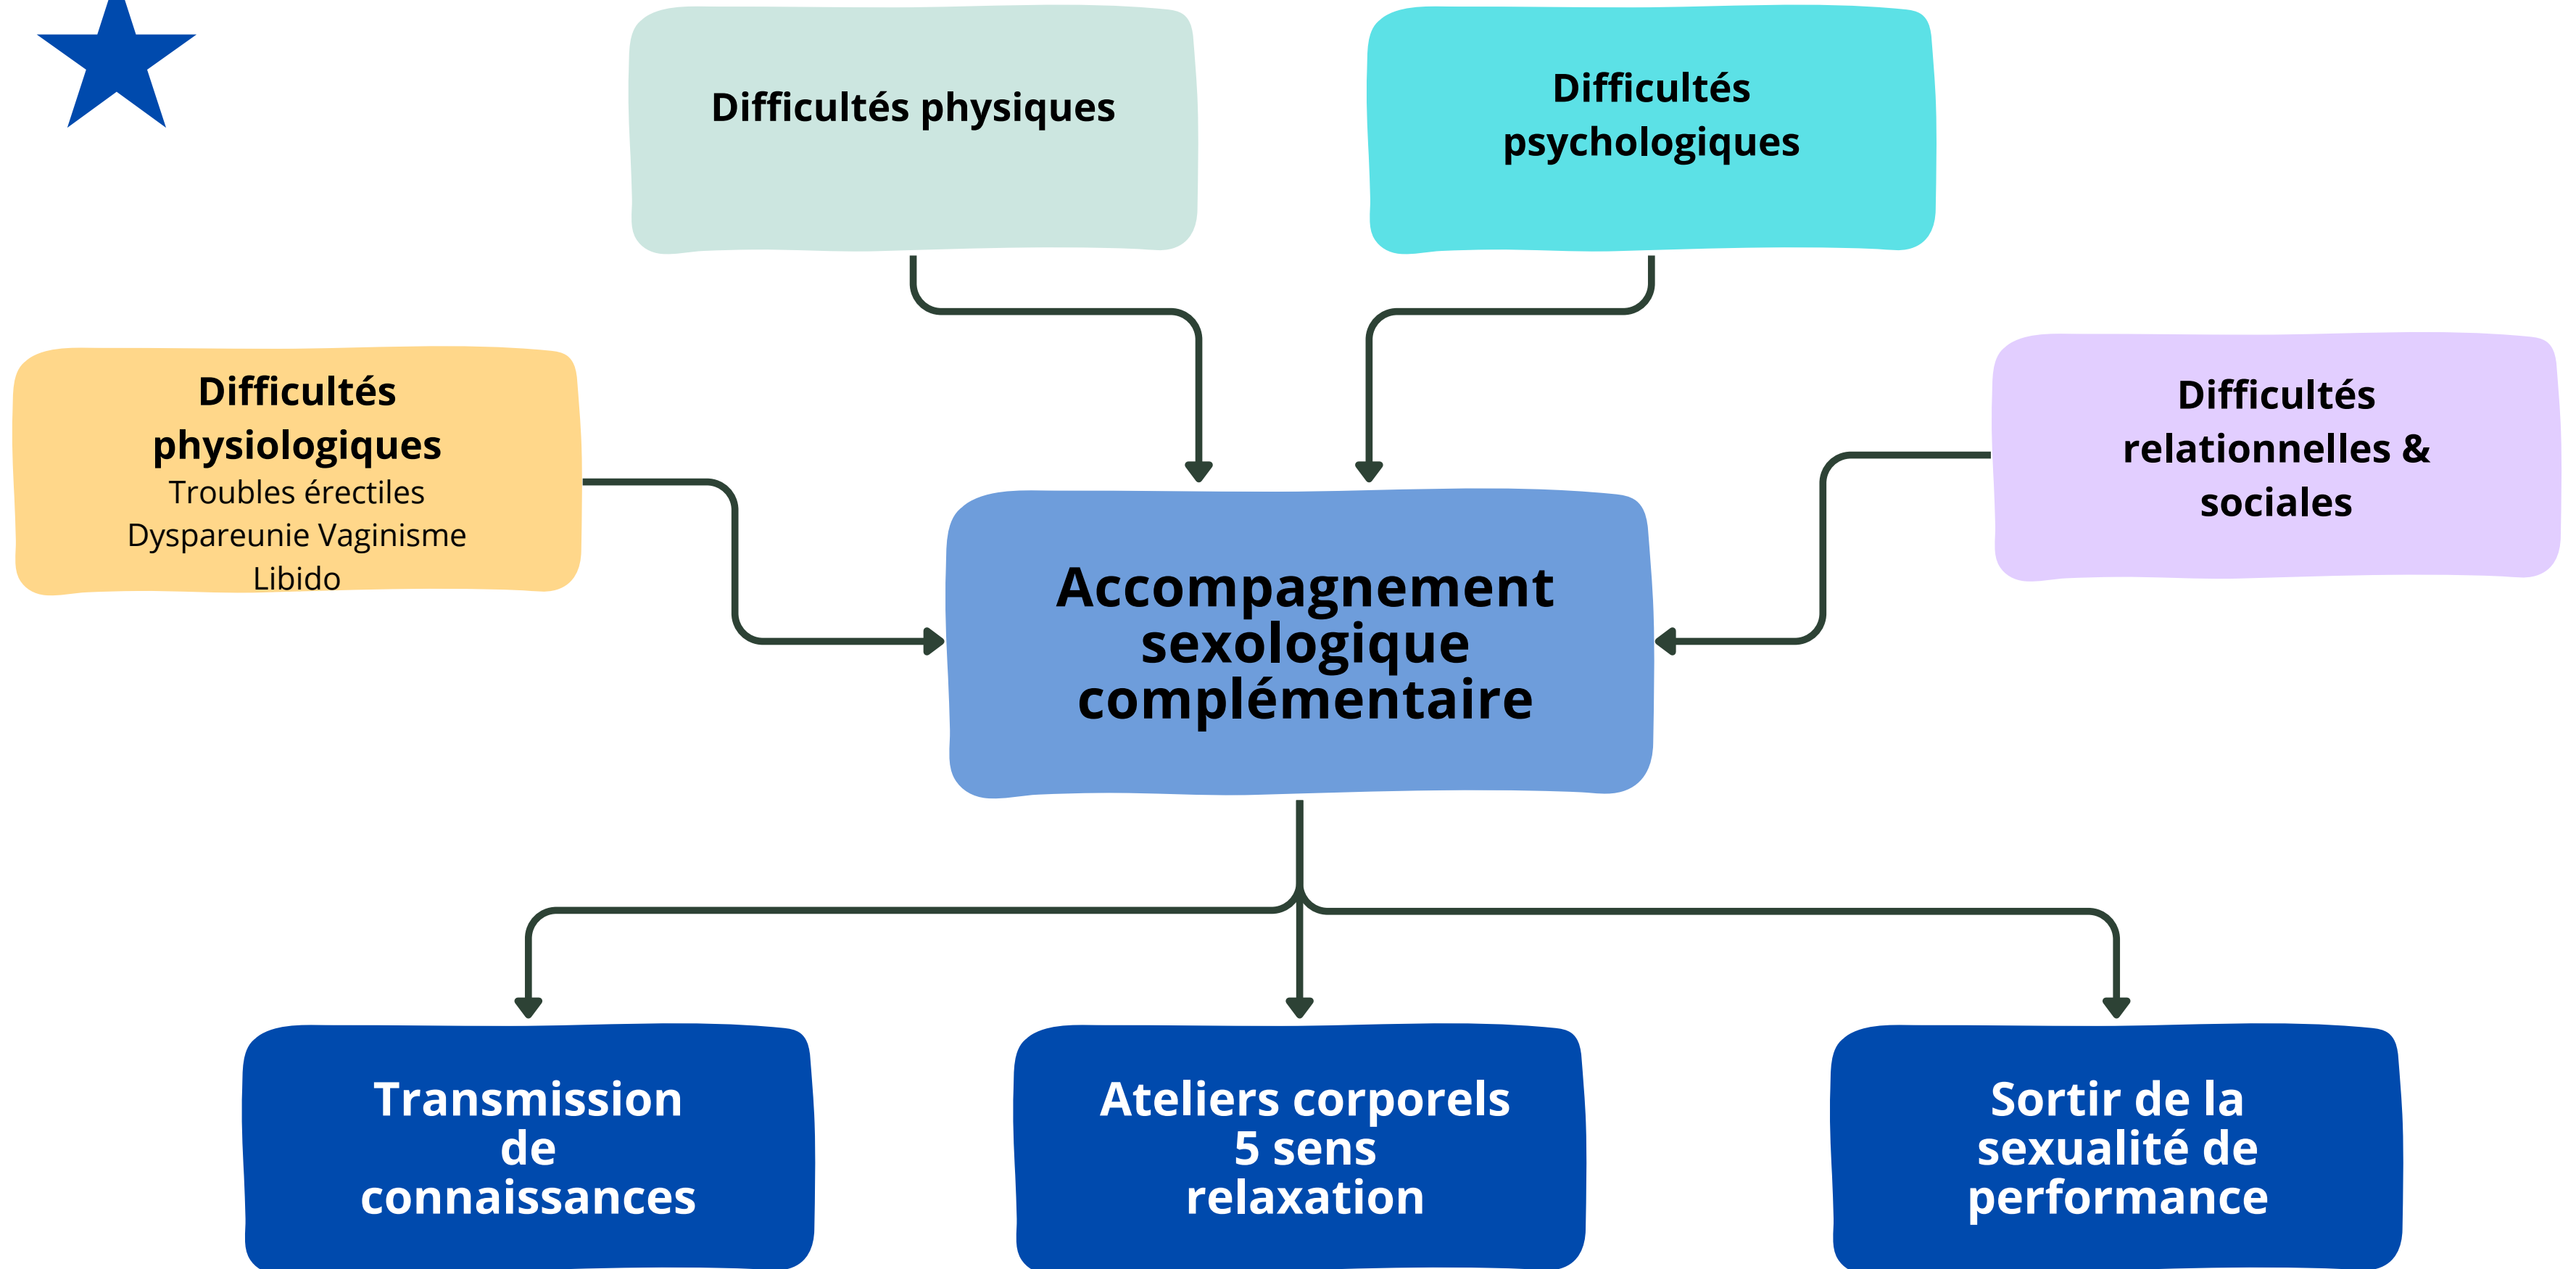 Difficultés physiques
Difficultés
psychologiques
Difficultés
physiologiques
Troubles érectiles
Dyspareunie Vaginisme
Libido
Difficultés
relationnelles &
sociales
Accompagnement
sexologique
complémentaire
Transmission
de
connaissances
Ateliers corporels
5 sens
relaxation
Sortir de la
sexualité de
performance